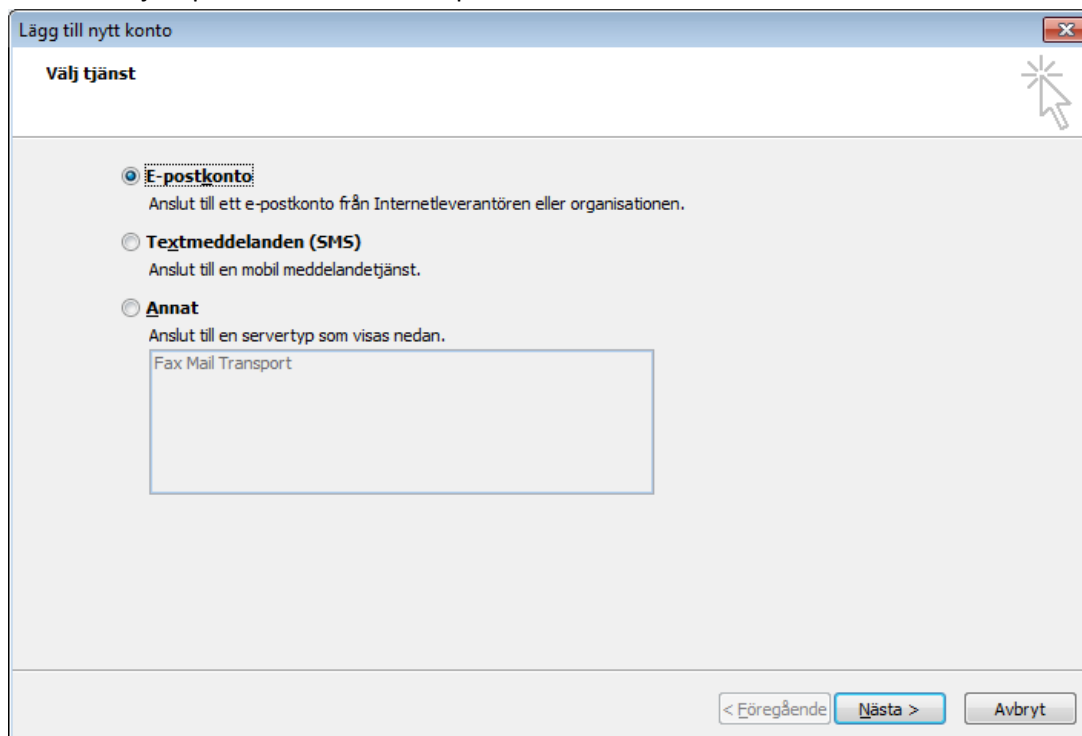 Lägg till nytt konto
Välj tjänst
E-postkonto
Anslut till ett e-postkonto från Internetleverantören eller organisationen.
Textmeddelanden (SMS)
Anslut till en mobil meddelandetjänst.
Annat
Anslut till en servertyp som visas nedan.
Fax Mail Transport
< Föregående Nästa > Avbryt